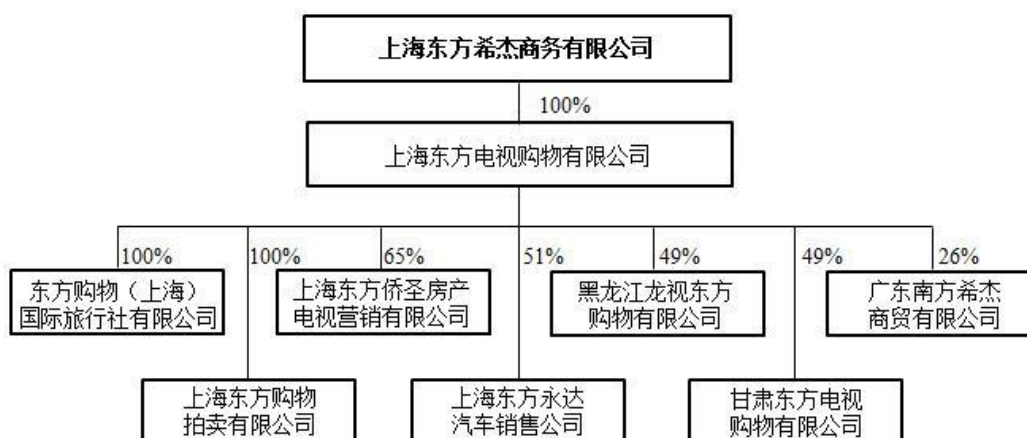 上海东方希杰商务有限公司
100%
上海东方电视购物有限公司
100%
100%
65%
51%
49%
49%
26%
东方购物（上海）
国际旅行社有限公司
上海东方侨圣房产
电视营销有限公司
黑龙江龙视东方
购物有限公司
广东南方希杰
商贸有限公司
上海东方购物
拍卖有限公司
上海东方永达
汽车销售公司
甘肃东方电视
购物有限公司